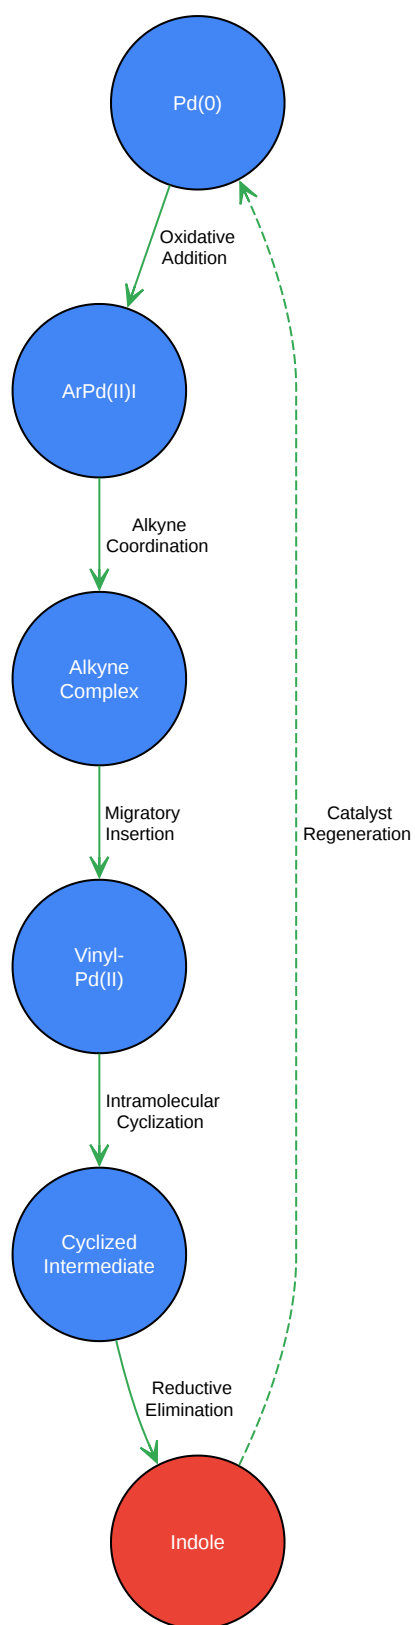 Pd(0)
Oxidative
Addition
ArPd(II)I
Alkyne
Coordination
Alkyne
Complex
Migratory
Insertion
Catalyst
Regeneration
Vinyl-
Pd(II)
Intramolecular
Cyclization
Cyclized
Intermediate
Reductive
Elimination
Indole